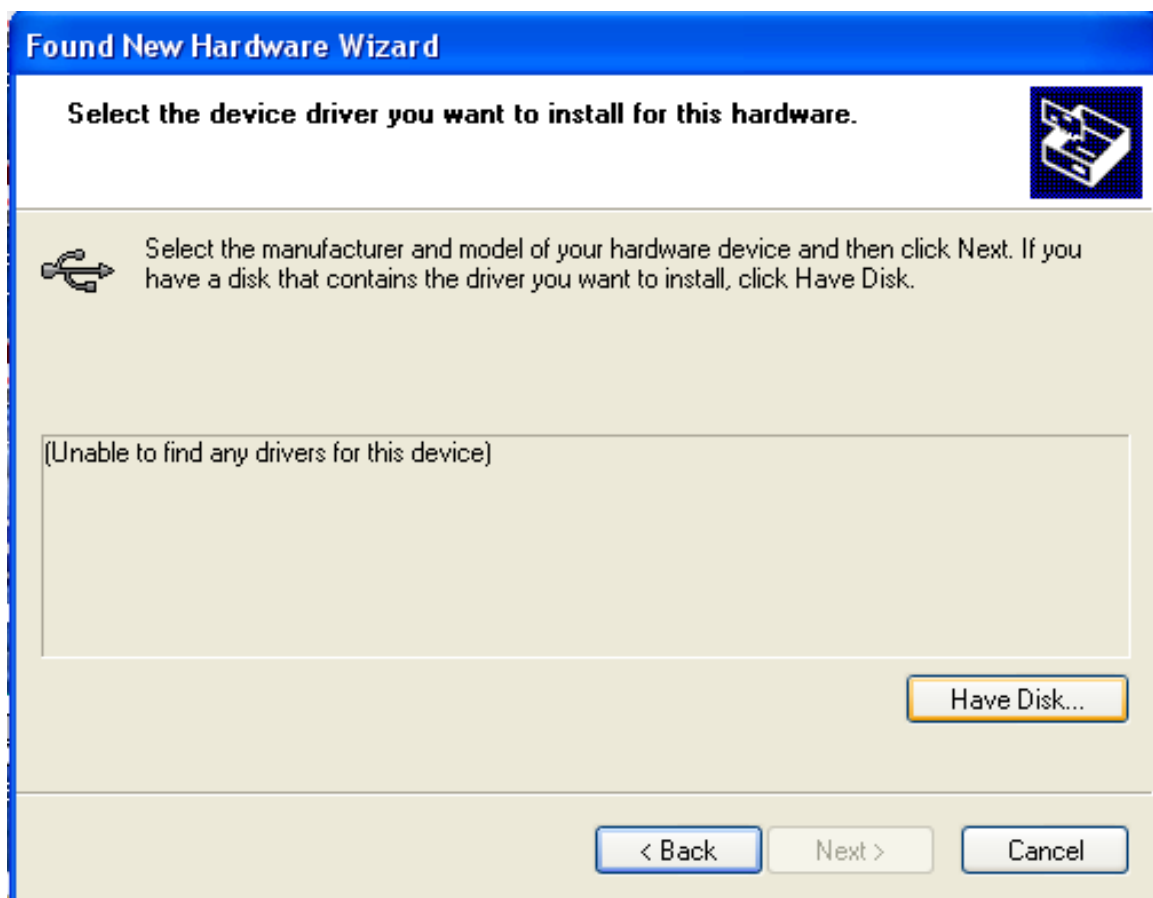 Found New Hardware Wizard
Select the device driver you want to install for this hardware.
Select the manufacturer and model of your hardware device and then click Next. If you
have a disk that contains the driver you want to install, click Have Disk.
(Unable to find any drivers for this device)
Have Disk...
< Back
Next >
Cancel